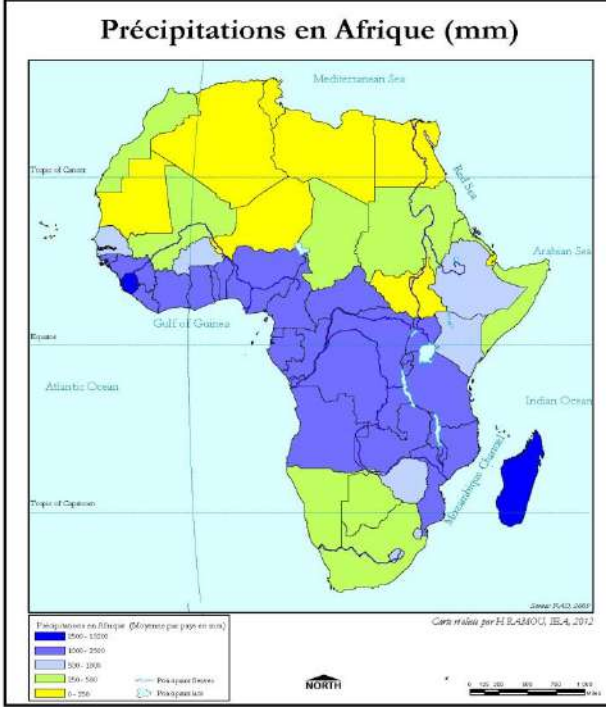 Précipitations en Afrique (mm)
Mediterranean Sea
Tropic of Cancer
Red Sea
Arabian Sea
Gulf of Guinea
Equator
Atlantic Ocean
Indian Ocean
Mozambique Channel
Tropic of Capricorn
Précipitations en Afrique (Moyenne par pays en mm)
1000 - 2500
500 - 1000
250 - 500
0 - 250
Principaux fleuves
Principaux lacs
NORTH
Carte réalisée par H RAMOU, IEA, 2012
Miles